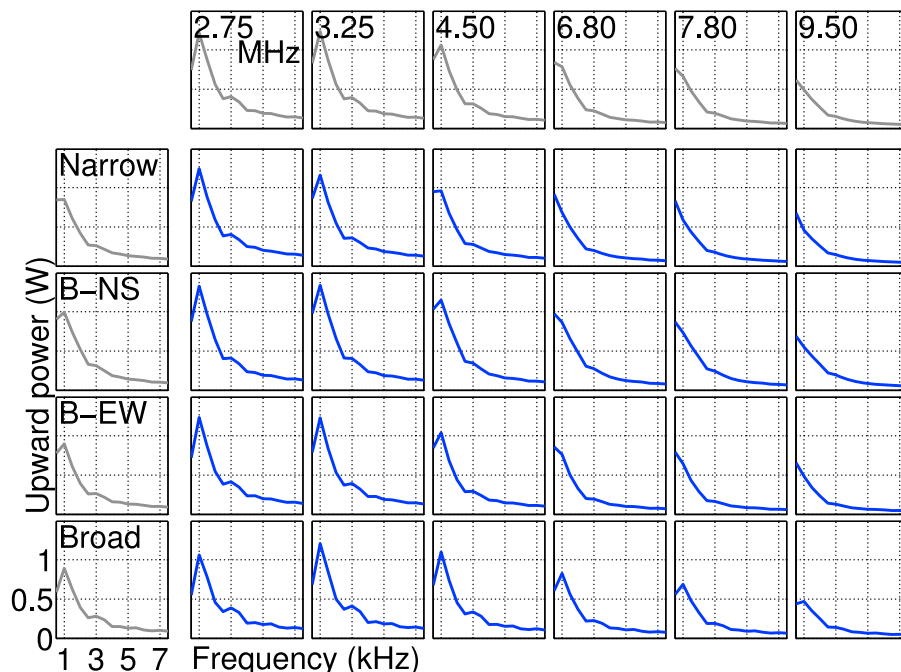 2.75 3.25 4.50 6.80 7.80 9.50
MHz
Narrow
B–NS
B–EW
Broad
Upward power (W)
1
0.5
0
1 3 5 7 Frequency (kHz)